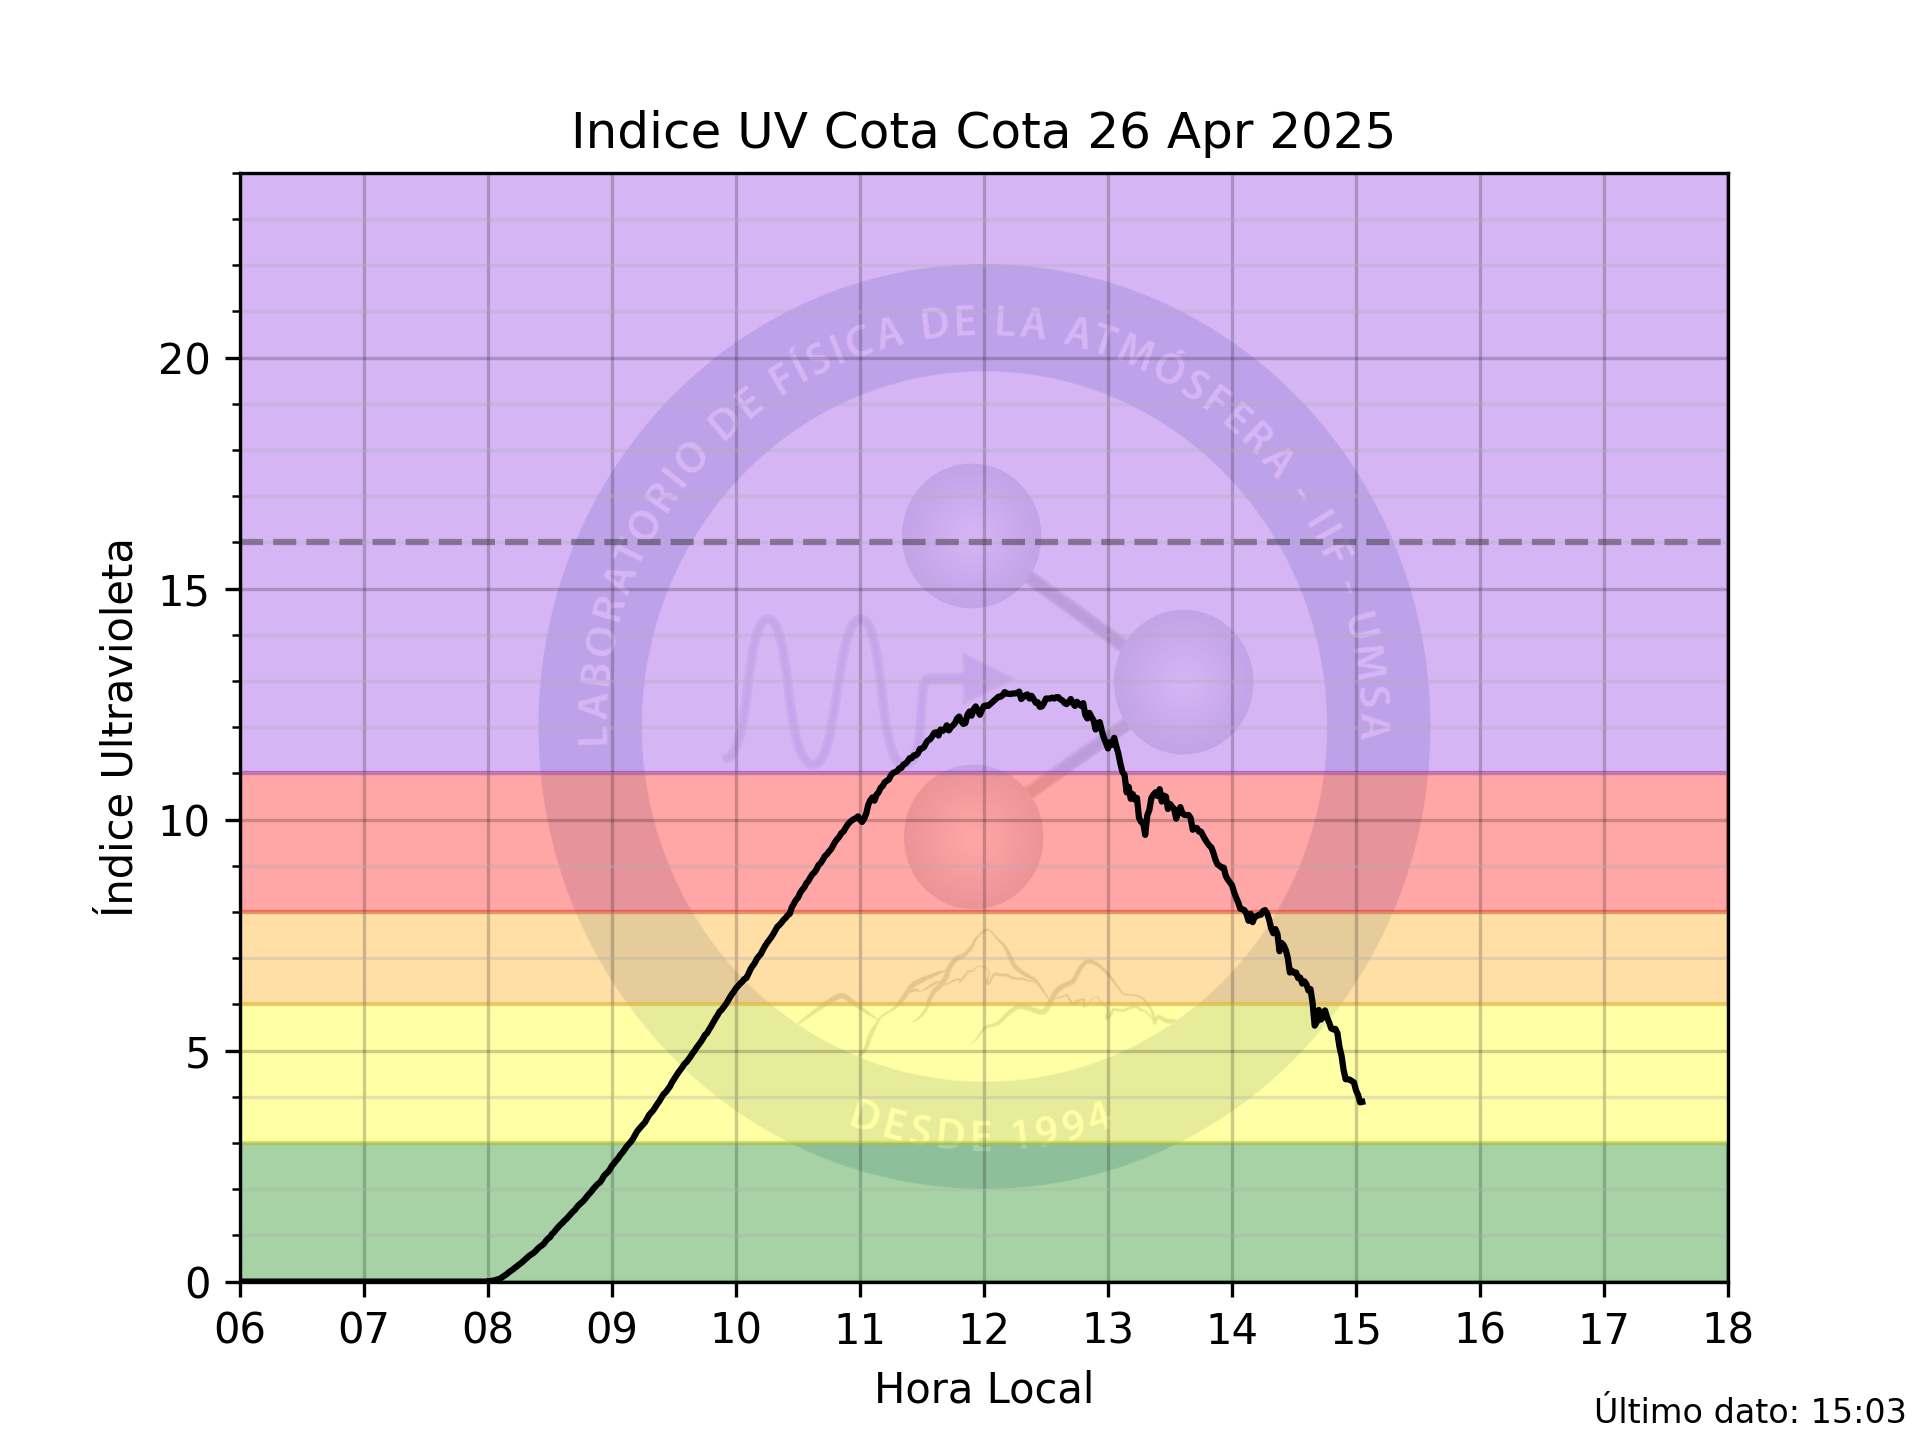 Indice UV Cota Cota 26 Apr 2025
Índice Ultravioleta
20
15
10
5
0
LABORATORIO DE FÍSICA DE LA ATMÓSFERA - IIF - UMSA
DESDE 1994
06 07 08 09 10 11 12 13 14 15 16 17 18
Hora Local
Último dato: 15:03